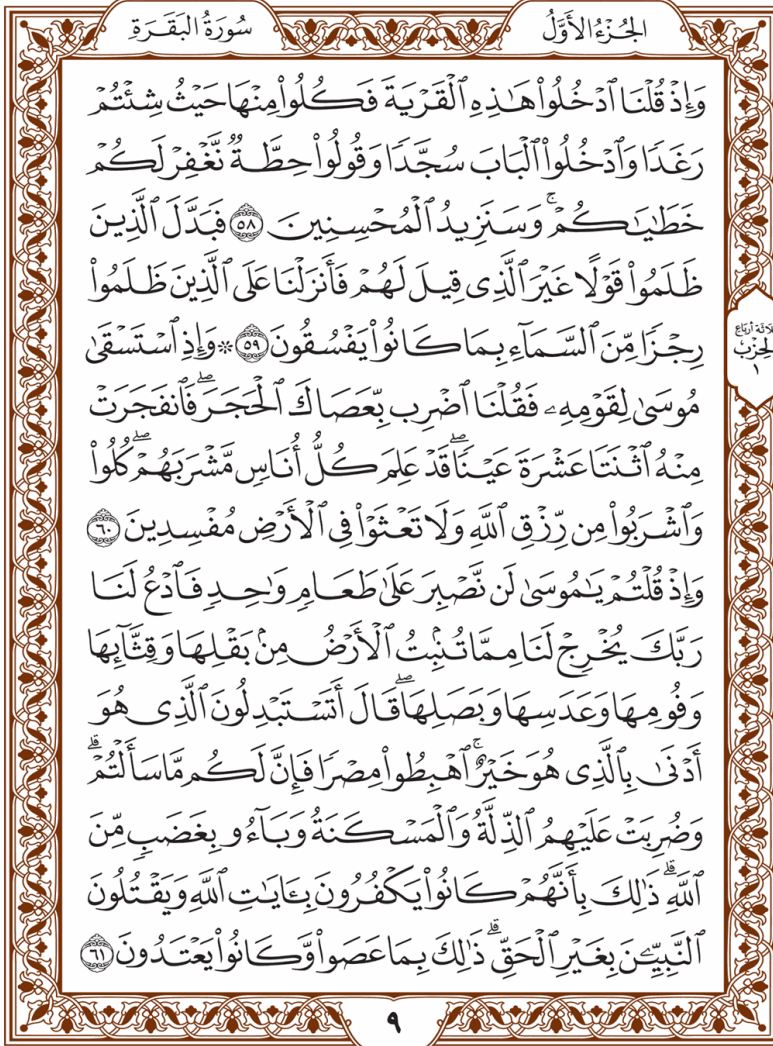 الجُزْءُ الأَوَّلُ
سُورَةُ البَقَرَةِ
وَإِذۡ قُلۡنَا ٱدۡخُلُواْ هَٰذِهِ ٱلۡقَرۡيَةَ فَكُلُواْ مِنۡهَا حَيۡثُ شِئۡتُمۡ
رَغَدٗا وَٱدۡخُلُواْ ٱلۡبَابَ سُجَّدٗا وَقُولُواْ حِطَّةٞ نَّغۡفِرۡ لَكُمۡ
خَطَٰيَٰكُمۡۚ وَسَنَزِيدُ ٱلۡمُحۡسِنِينَ ٥٨ فَبَدَّلَ ٱلَّذِينَ
ظَلَمُواْ قَوۡلًا غَيۡرَ ٱلَّذِي قِيلَ لَهُمۡ فَأَنزَلۡنَا عَلَى ٱلَّذِينَ ظَلَمُواْ
رِجۡزٗا مِّنَ ٱلسَّمَآءِ بِمَا كَانُواْ يَفۡسُقُونَ ٥٩ ۞ وَإِذِ ٱسۡتَسۡقَىٰ
مُوسَىٰ لِقَوۡمِهِۦ فَقُلۡنَا ٱضۡرِب بِّعَصَاكَ ٱلۡحَجَرَۖ فَٱنفَجَرَتۡ
مِنۡهُ ٱثۡنَتَا عَشۡرَةَ عَيۡنٗاۖ قَدۡ عَلِمَ كُلُّ أُنَاسٖ مَّشۡرَبَهُمۡۖ كُلُواْ
وَٱشۡرَبُواْ مِن رِّزۡقِ ٱللَّهِ وَلَا تَعۡثَوۡاْ فِي ٱلۡأَرۡضِ مُفۡسِدِينَ ٦٠
وَإِذۡ قُلۡتُمۡ يَٰمُوسَىٰ لَن نَّصۡبِرَ عَلَىٰ طَعَامٖ وَٰحِدٖ فَٱدۡعُ لَنَا
رَبَّكَ يُخۡرِجۡ لَنَا مِمَّا تُنۢبِتُ ٱلۡأَرۡضُ مِنۢ بَقۡلِهَا وَقِثَّآئِهَا
وَفُومِهَا وَعَدَسِهَا وَبَصَلِهَاۖ قَالَ أَتَسۡتَبۡدِلُونَ ٱلَّذِي هُوَ
أَدۡنَىٰ بِٱلَّذِي هُوَ خَيۡرٌۚ ٱهۡبِطُواْ مِصۡرٗا فَإِنَّ لَكُم مَّا سَأَلۡتُمۡۗ
وَضُرِبَتۡ عَلَيۡهِمُ ٱلذِّلَّةُ وَٱلۡمَسۡكَنَةُ وَبَآءُو بِغَضَبٖ مِّنَ
ٱللَّهِۗ ذَٰلِكَ بِأَنَّهُمۡ كَانُواْ يَكۡفُرُونَ بِـَٔايَٰتِ ٱللَّهِ وَيَقۡتُلُونَ
ٱلنَّبِيِّـۧنَ بِغَيۡرِ ٱلۡحَقِّۗ ذَٰلِكَ بِمَا عَصَواْ وَّكَانُواْ يَعۡتَدُونَ ٦١
أرباع
١
٩